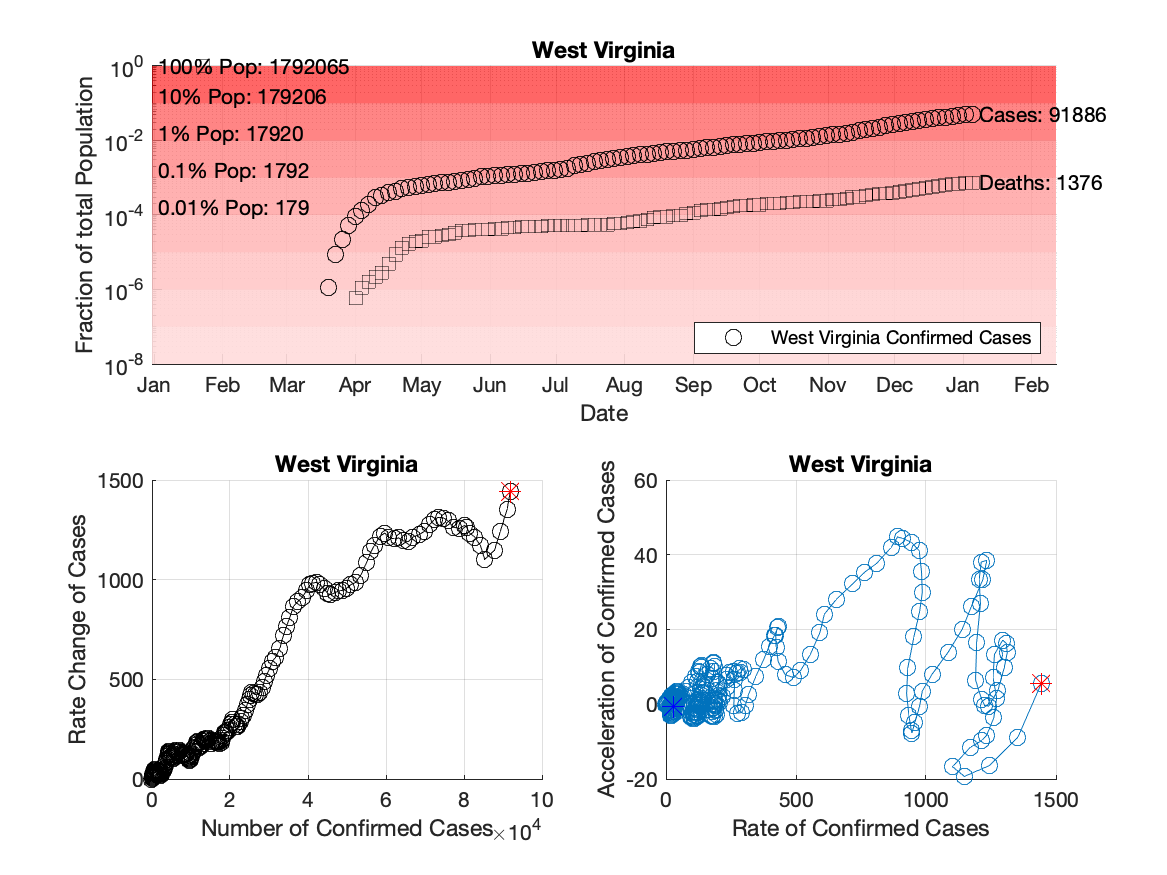 West Virginia
10^0
10^-2
10^-4
10^-6
10^-8
Fraction of total Population
100% Pop: 1792065
10% Pop: 179206
1% Pop: 17920
0.1% Pop: 1792
0.01% Pop: 179
Cases: 91886
Deaths: 1376
West Virginia Confirmed Cases
Jan Feb Mar Apr May Jun Jul Aug Sep Oct Nov Dec Jan Feb
Date
West Virginia
1500
1000
500
0
Rate Change of Cases
0 2 4 6 8 10
Number of Confirmed Cases ×10^4
West Virginia
60
40
20
0
-20
Acceleration of Confirmed Cases
0 500 1000 1500
Rate of Confirmed Cases